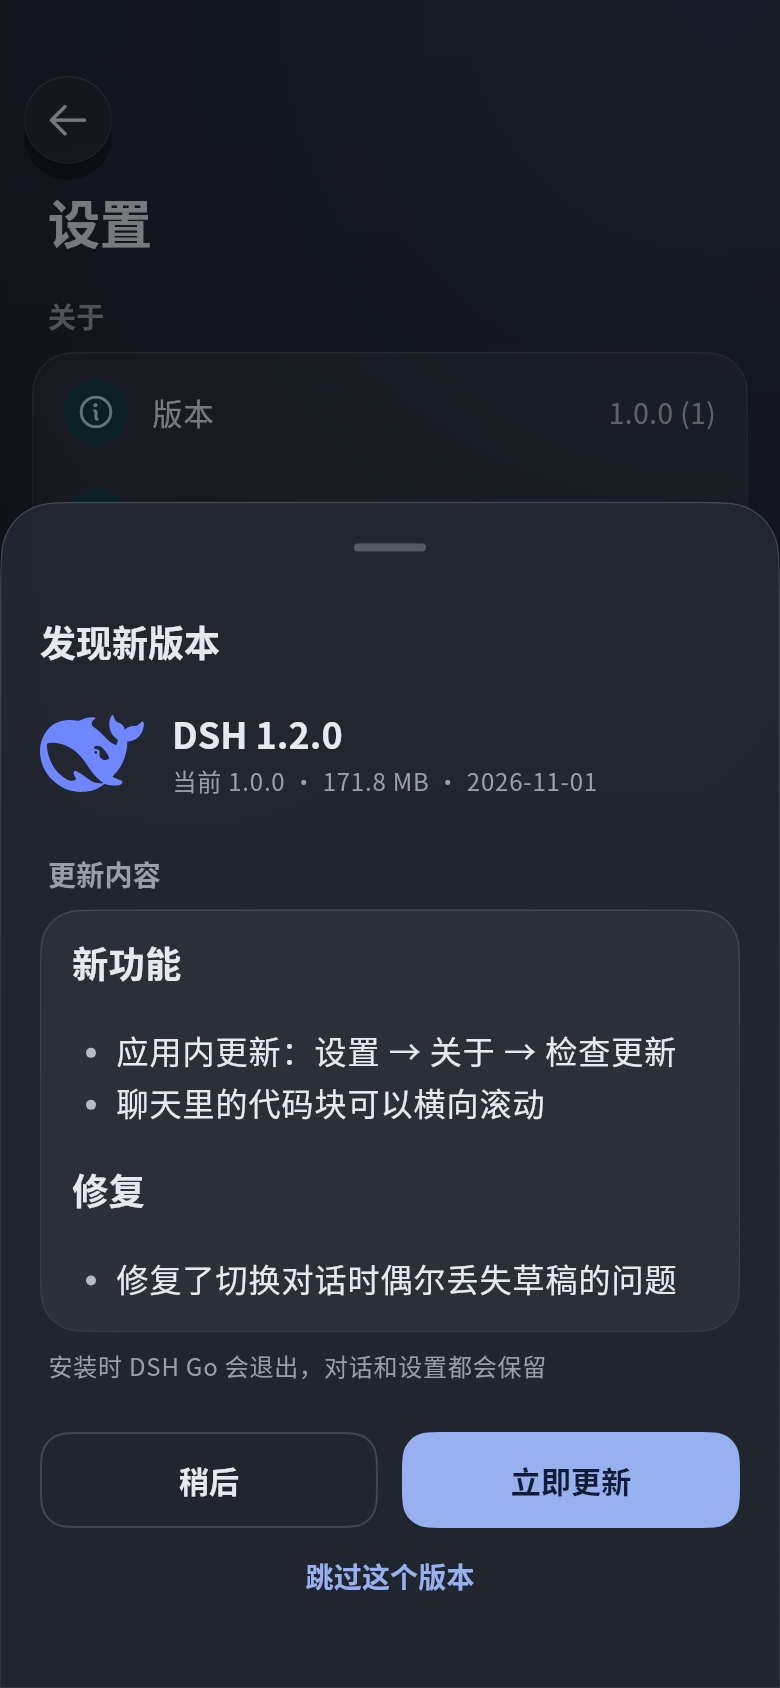 设置
关于
版本 1.0.0 (1)
发现新版本
DSH 1.2.0
当前 1.0.0 · 171.8 MB · 2026-11-01
更新内容
新功能
• 应用内更新：设置 → 关于 → 检查更新
• 聊天里的代码块可以横向滚动
修复
• 修复了切换对话时偶尔丢失草稿的问题
安装时 DSH Go 会退出，对话和设置都会保留
稍后 立即更新
跳过这个版本